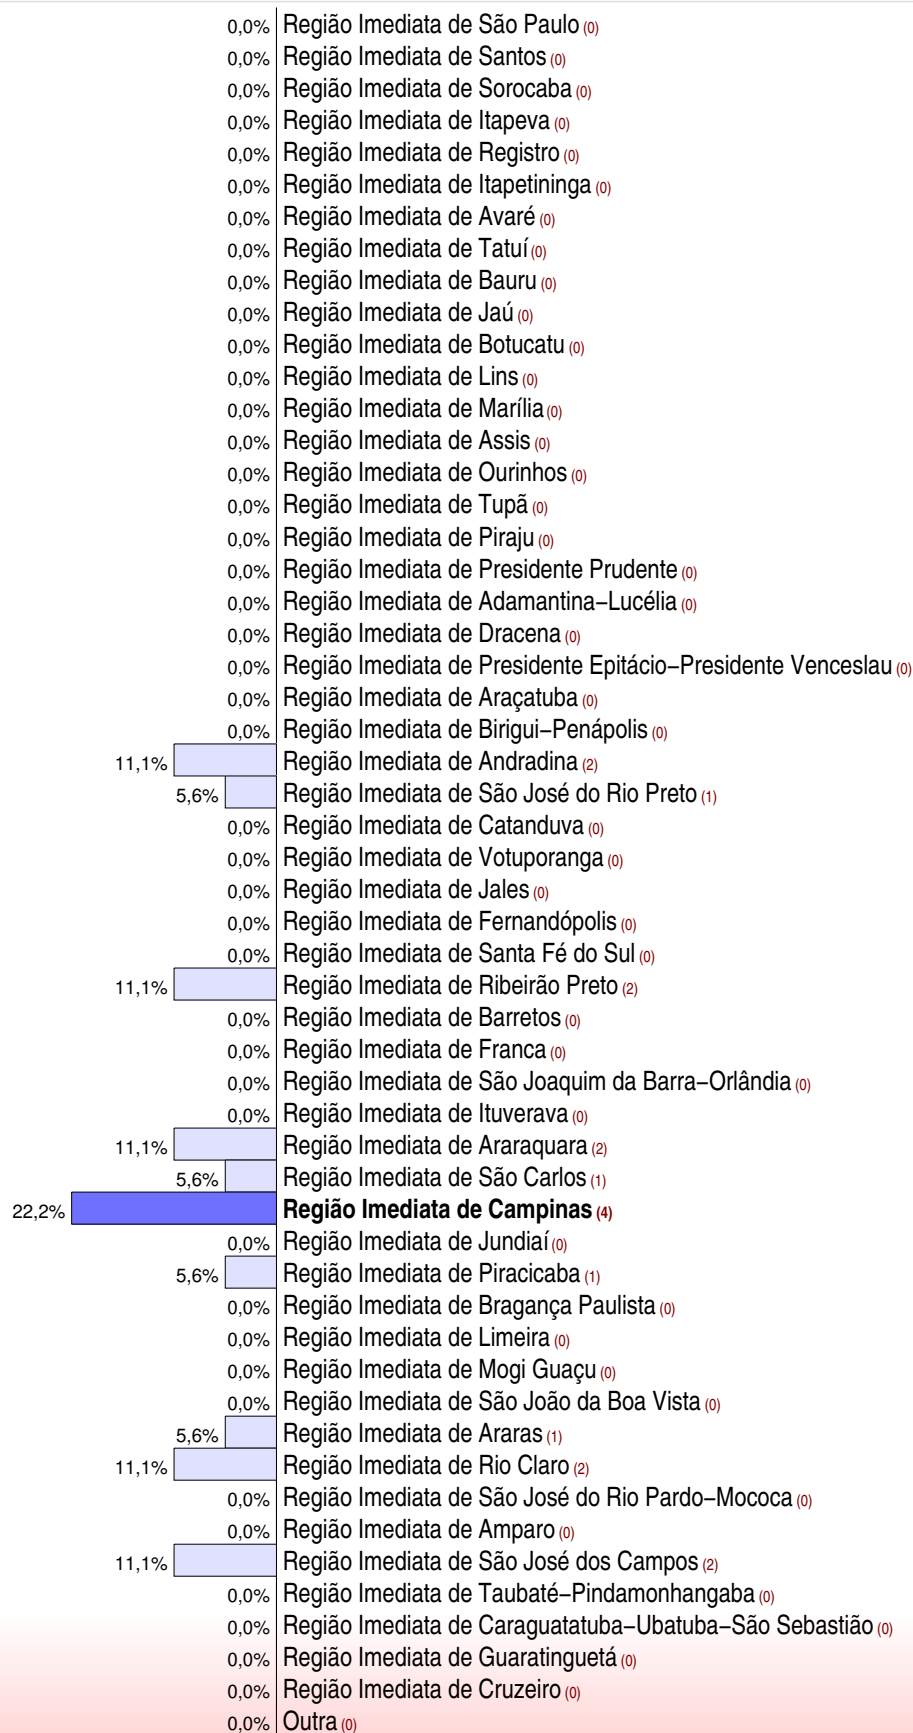 0,0% Região Imediata de São Paulo (0)
0,0% Região Imediata de Santos (0)
0,0% Região Imediata de Sorocaba (0)
0,0% Região Imediata de Itapeva (0)
0,0% Região Imediata de Registro (0)
0,0% Região Imediata de Itapetininga (0)
0,0% Região Imediata de Avaré (0)
0,0% Região Imediata de Tatuí (0)
0,0% Região Imediata de Bauru (0)
0,0% Região Imediata de Jaú (0)
0,0% Região Imediata de Botucatu (0)
0,0% Região Imediata de Lins (0)
0,0% Região Imediata de Marília (0)
0,0% Região Imediata de Assis (0)
0,0% Região Imediata de Ourinhos (0)
0,0% Região Imediata de Tupã (0)
0,0% Região Imediata de Piraju (0)
0,0% Região Imediata de Presidente Prudente (0)
0,0% Região Imediata de Adamantina−Lucélia (0)
0,0% Região Imediata de Dracena (0)
0,0% Região Imediata de Presidente Epitácio−Presidente Venceslau (0)
0,0% Região Imediata de Araçatuba (0)
0,0% Região Imediata de Birigui−Penápolis (0)
11,1% Região Imediata de Andradina (2)
5,6% Região Imediata de São José do Rio Preto (1)
0,0% Região Imediata de Catanduva (0)
0,0% Região Imediata de Votuporanga (0)
0,0% Região Imediata de Jales (0)
0,0% Região Imediata de Fernandópolis (0)
0,0% Região Imediata de Santa Fé do Sul (0)
11,1% Região Imediata de Ribeirão Preto (2)
0,0% Região Imediata de Barretos (0)
0,0% Região Imediata de Franca (0)
0,0% Região Imediata de São Joaquim da Barra−Orlândia (0)
0,0% Região Imediata de Ituverava (0)
11,1% Região Imediata de Araraquara (2)
5,6% Região Imediata de São Carlos (1)
22,2% Região Imediata de Campinas (4)
0,0% Região Imediata de Jundiaí (0)
5,6% Região Imediata de Piracicaba (1)
0,0% Região Imediata de Bragança Paulista (0)
0,0% Região Imediata de Limeira (0)
0,0% Região Imediata de Mogi Guaçu (0)
0,0% Região Imediata de São João da Boa Vista (0)
5,6% Região Imediata de Araras (1)
11,1% Região Imediata de Rio Claro (2)
0,0% Região Imediata de São José do Rio Pardo−Mococa (0)
0,0% Região Imediata de Amparo (0)
11,1% Região Imediata de São José dos Campos (2)
0,0% Região Imediata de Taubaté−Pindamonhangaba (0)
0,0% Região Imediata de Caraguatatuba−Ubatuba−São Sebastião (0)
0,0% Região Imediata de Guaratinguetá (0)
0,0% Região Imediata de Cruzeiro (0)
0,0% Outra (0)